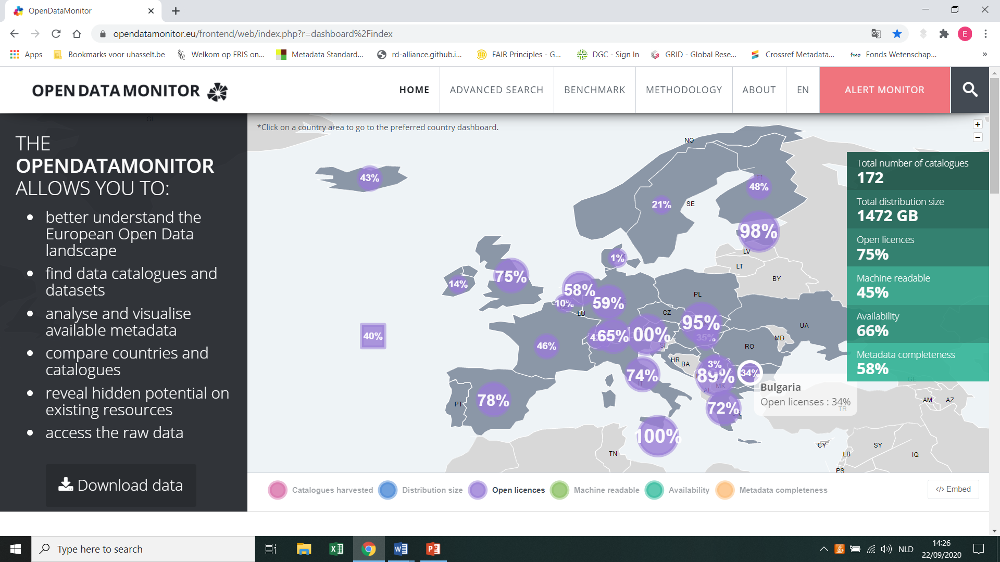 OpenDataMonitor
opendatamonitor.eu/frontend/web/index.php?r=dashboard%2Findex
E
Apps
Bookmarks voor uhasselt.be
Welkom op FRIS on...
Metadata Standard...
rd-alliance.github.i...
FAIR Principles - G...
DGC - Sign In
GRID - Global Rese...
Crossref Metadata...
fwo
Fonds Wetenschap...
»
OPEN DATA MONITOR
HOME
ADVANCED SEARCH
BENCHMARK
METHODOLOGY
ABOUT
EN
ALERT MONITOR
GL
THE
OPENDATAMONITOR
ALLOWS YOU TO:
better understand the
European Open Data
landscape
find data catalogues and
datasets
analyse and visualise
available metadata
compare countries and
catalogues
reveal hidden potential on
existing resources
access the raw data
Download data
*Click on a country area to go to the preferred country dashboard.
+
−
NO
43%
FI
48%
21%
SE
98%
LV
1%
LT
75%
BY
14%
58%
PL
10%
59%
LU
CZ
95%
UA
40%
65%
00%
35%
MD
46%
SI
RO
HR
BA
3%
34%
74%
89%
IT
AL
MK
Bulgaria
Open licenses : 34%
TR
GE
78%
PT
72%
AM
AZ
100%
CY
SY
TN
LB
IQ
PS
Total number of catalogues
172
Total distribution size
1472 GB
Open licences
75%
Machine readable
45%
Availability
66%
Metadata completeness
58%
Catalogues harvested
Distribution size
Open licences
Machine readable
Availability
Metadata completeness
</> Embed
Type here to search
NLD
14:26
22/09/2020